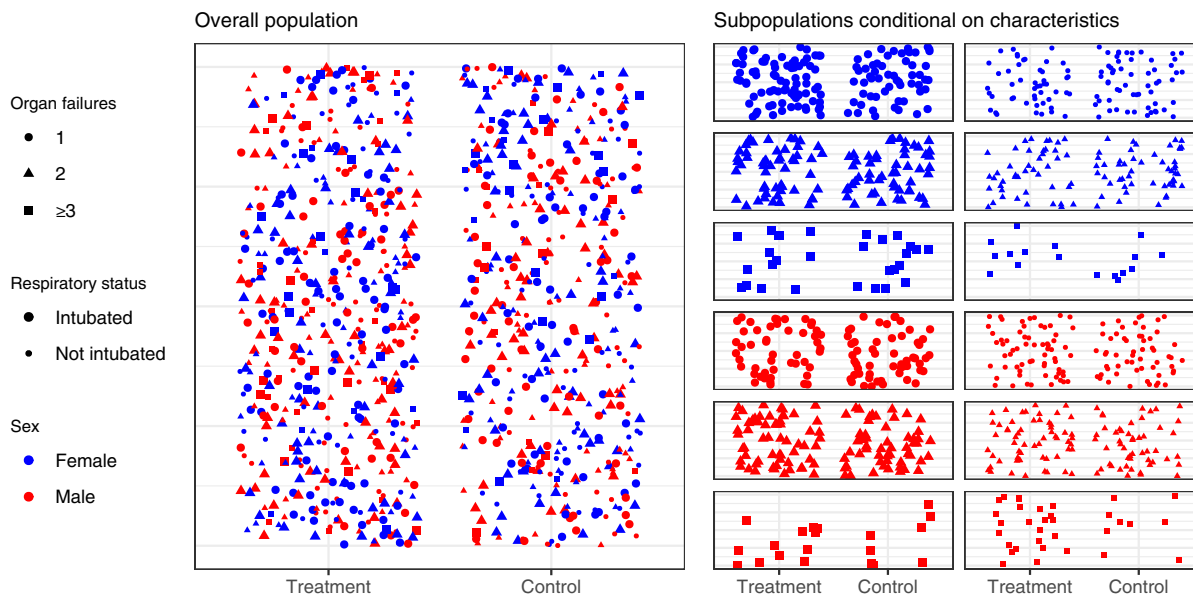 Overall population
Subpopulations conditional on characteristics
Organ failures
1
2
≥3
Respiratory status
Intubated
Not intubated
Sex
Female
Male
Treatment
Control
Treatment
Control
Treatment
Control